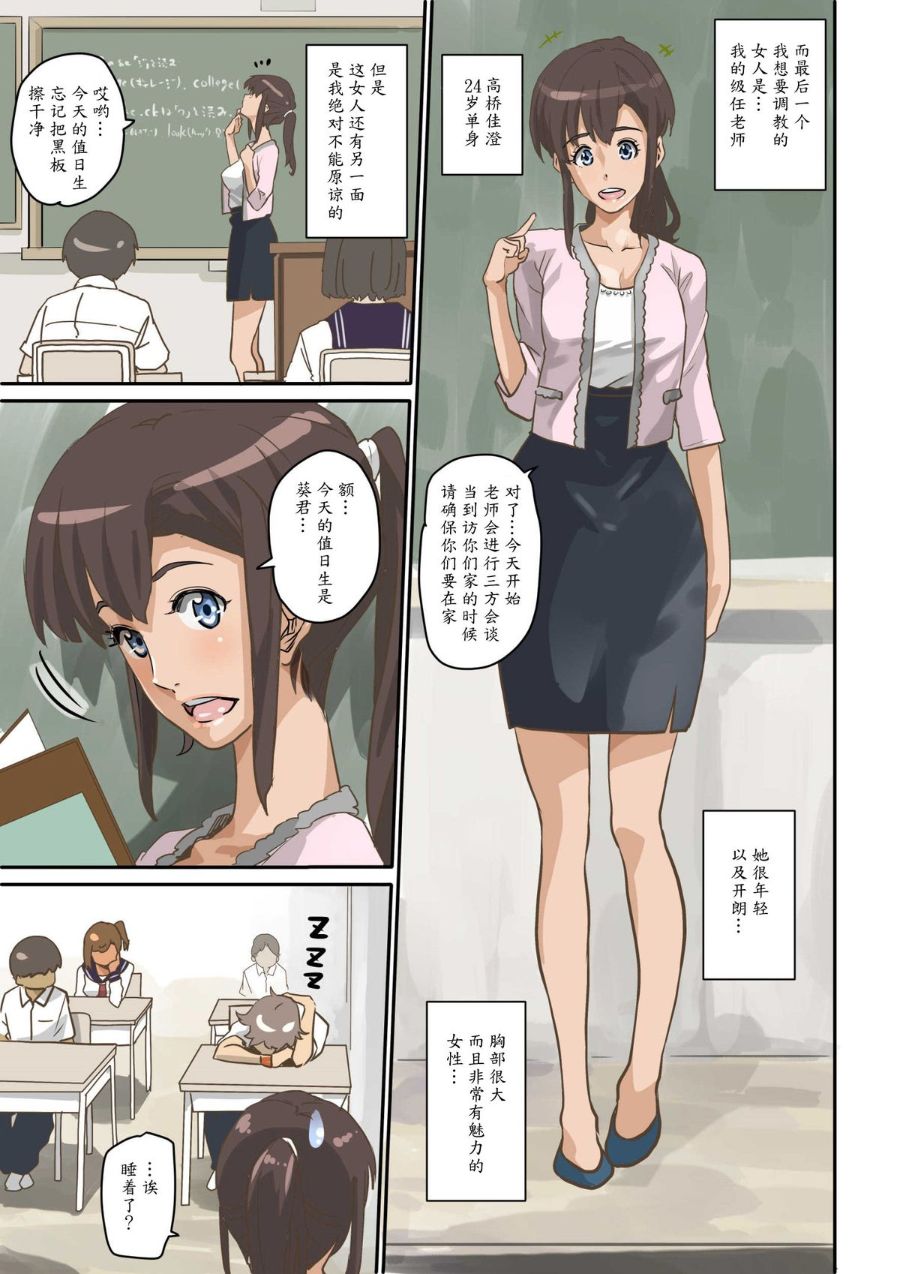 而最后一个
我想要调教的
女人是…
我的级任老师
高桥佳澄
24岁单身
对了…今天开始
老师会进行三方会谈
当到访你们家的时候
请确保你们要在家
她很年轻
以及开朗…
胸部很大
而且非常有魅力的
女性…
但是
这女人还有另一面
是我绝对不能原谅的
哎哟…
今天的值日生
忘记把黑板
擦干净
college(
look(
额…
今天的值日生是
葵君…
ZZZ
…诶
睡着了？